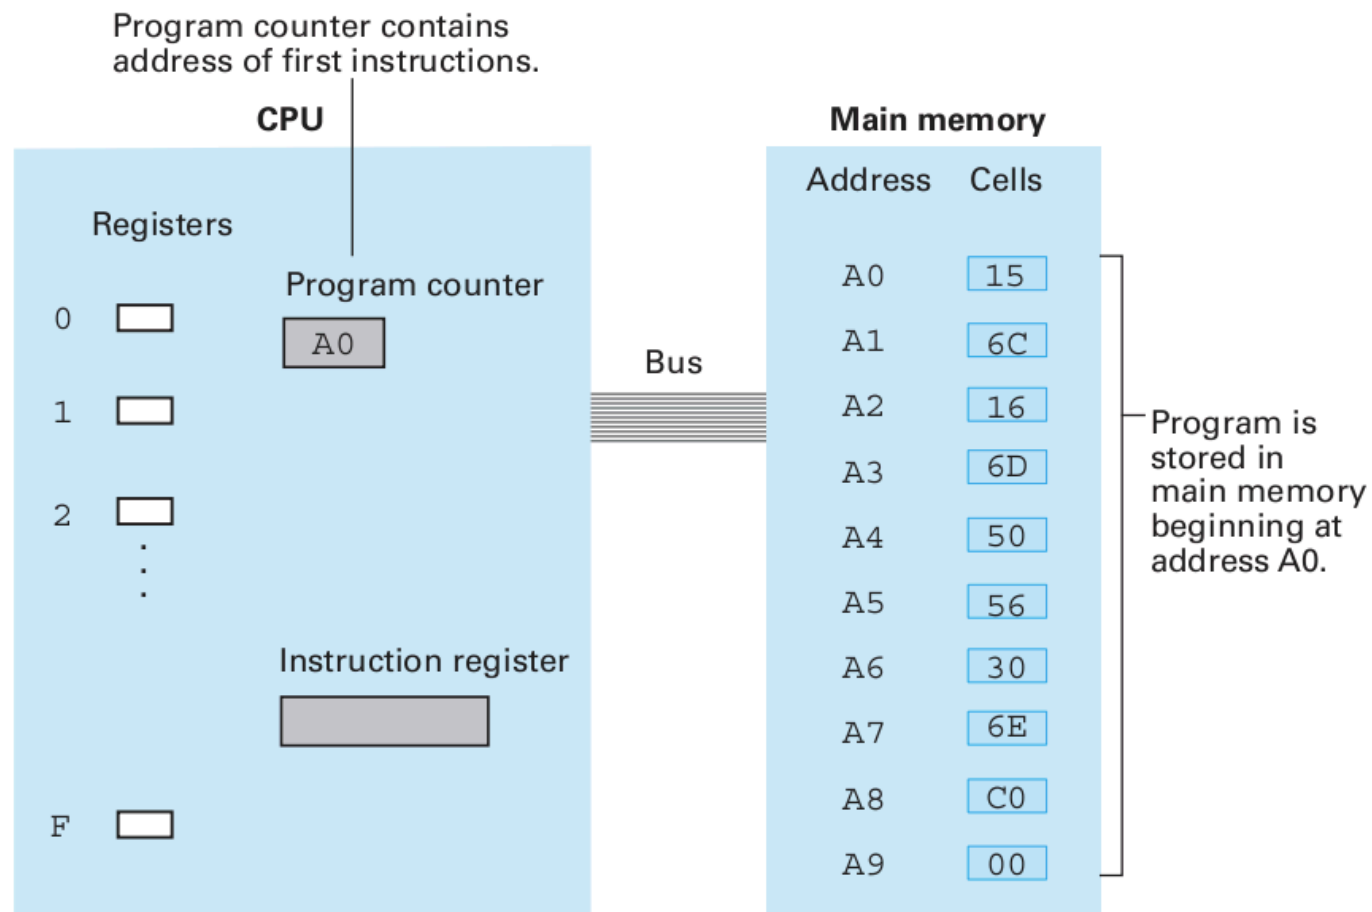 Program counter contains
address of first instructions.
CPU
Registers
Program counter
A0
0
1
2
.
.
.
Instruction register
F
Bus
Main memory
Address Cells
A0 15
A1 6C
A2 16
A3 6D
A4 50
A5 56
A6 30
A7 6E
A8 C0
A9 00
Program is
stored in
main memory
beginning at
address A0.